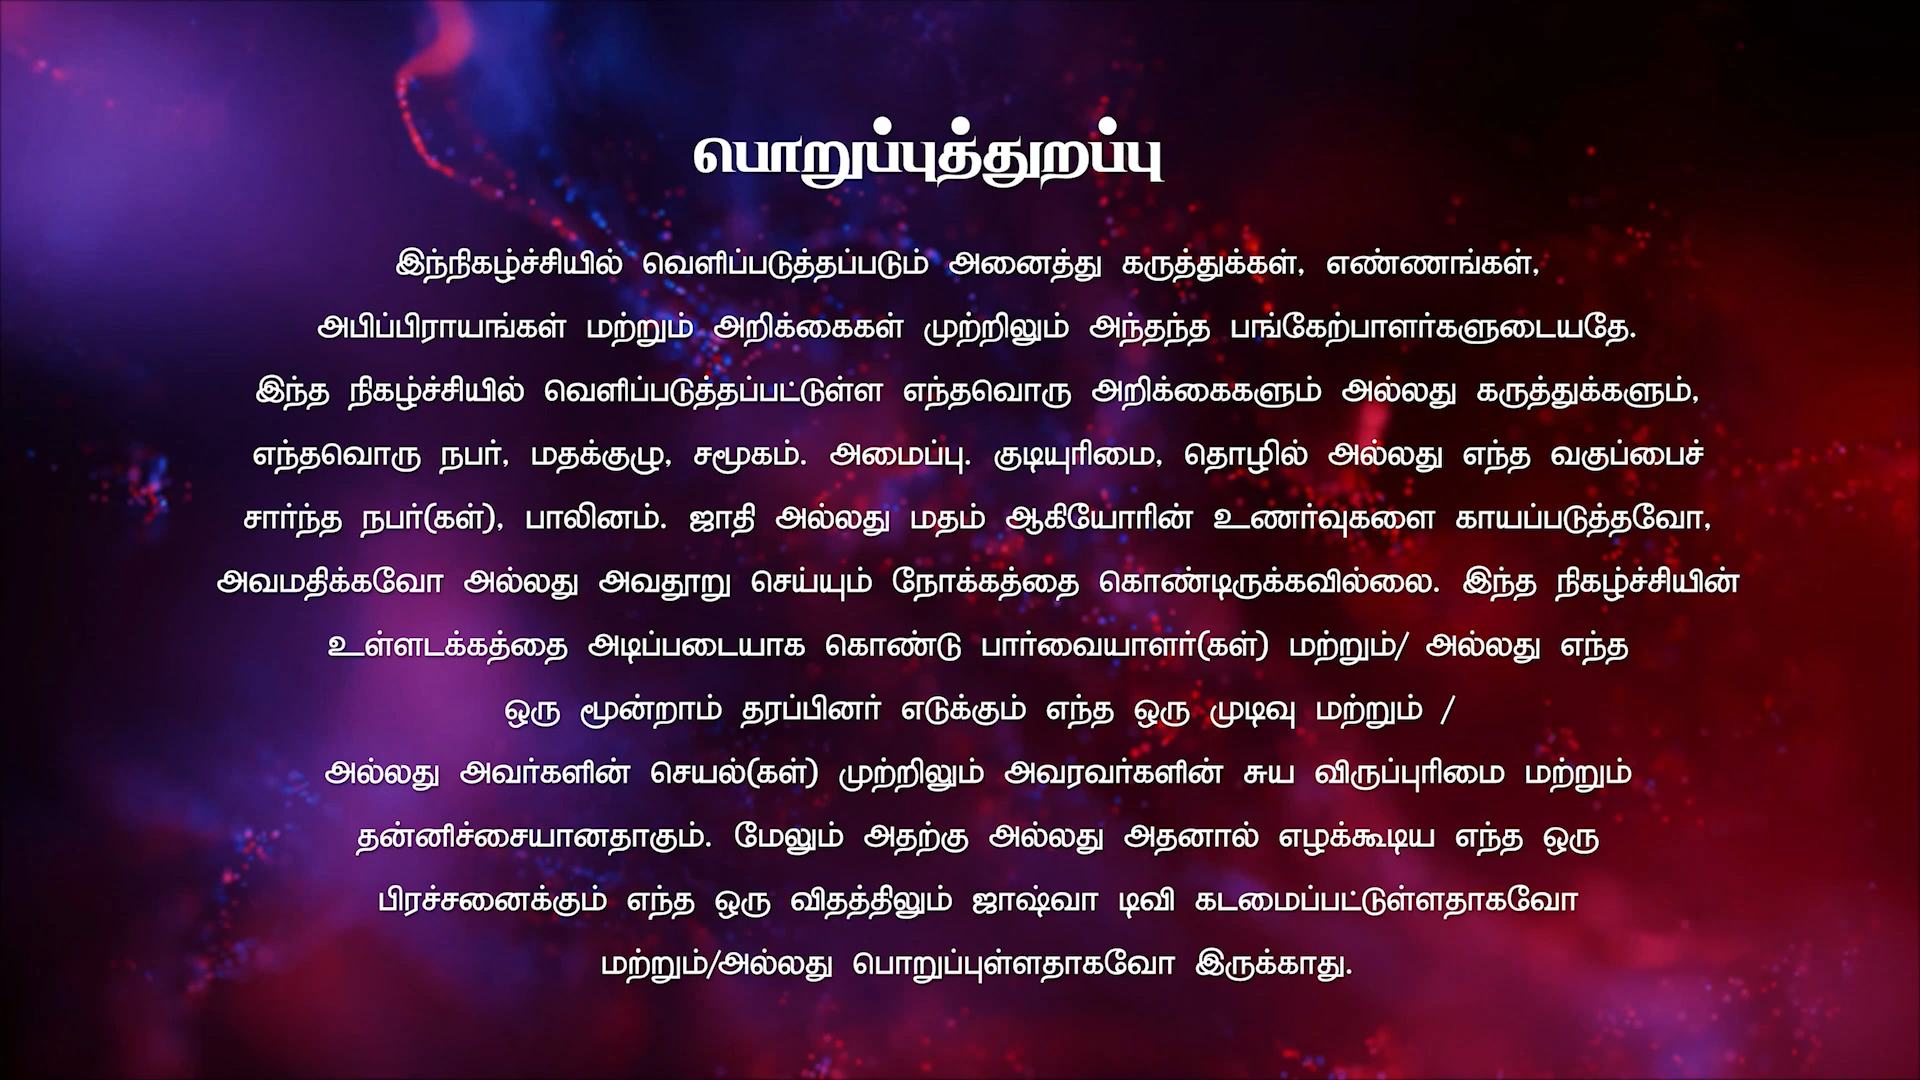 பொறுப்புத்துறப்பு
இந்நிகழ்ச்சியில் வெளிப்படுத்தப்படும் அனைத்து கருத்துக்கள், எண்ணங்கள்,
அபிப்பிராயங்கள் மற்றும் அறிக்கைகள் முற்றிலும் அந்தந்த பங்கேற்பாளர்களுடையதே.
இந்த நிகழ்ச்சியில் வெளிப்படுத்தப்பட்டுள்ள எந்தவொரு அறிக்கைகளும் அல்லது கருத்துக்களும்,
எந்தவொரு நபர், மதக்குழு, சமூகம். அமைப்பு. குடியுரிமை, தொழில் அல்லது எந்த வகுப்பைச்
சார்ந்த நபர்(கள்), பாலினம். ஜாதி அல்லது மதம் ஆகியோரின் உணர்வுகளை காயப்படுத்தவோ,
அவமதிக்கவோ அல்லது அவதூறு செய்யும் நோக்கத்தை கொண்டிருக்கவில்லை. இந்த நிகழ்ச்சியின்
உள்ளடக்கத்தை அடிப்படையாக கொண்டு பார்வையாளர்(கள்) மற்றும்/ அல்லது எந்த
ஒரு மூன்றாம் தரப்பினர் எடுக்கும் எந்த ஒரு முடிவு மற்றும் /
அல்லது அவர்களின் செயல்(கள்) முற்றிலும் அவரவர்களின் சுய விருப்புரிமை மற்றும்
தன்னிச்சையானதாகும். மேலும் அதற்கு அல்லது அதனால் எழக்கூடிய எந்த ஒரு
பிரச்சனைக்கும் எந்த ஒரு விதத்திலும் ஜாஷ்வா டிவி கடமைப்பட்டுள்ளதாகவோ
மற்றும்/அல்லது பொறுப்புள்ளதாகவோ இருக்காது.